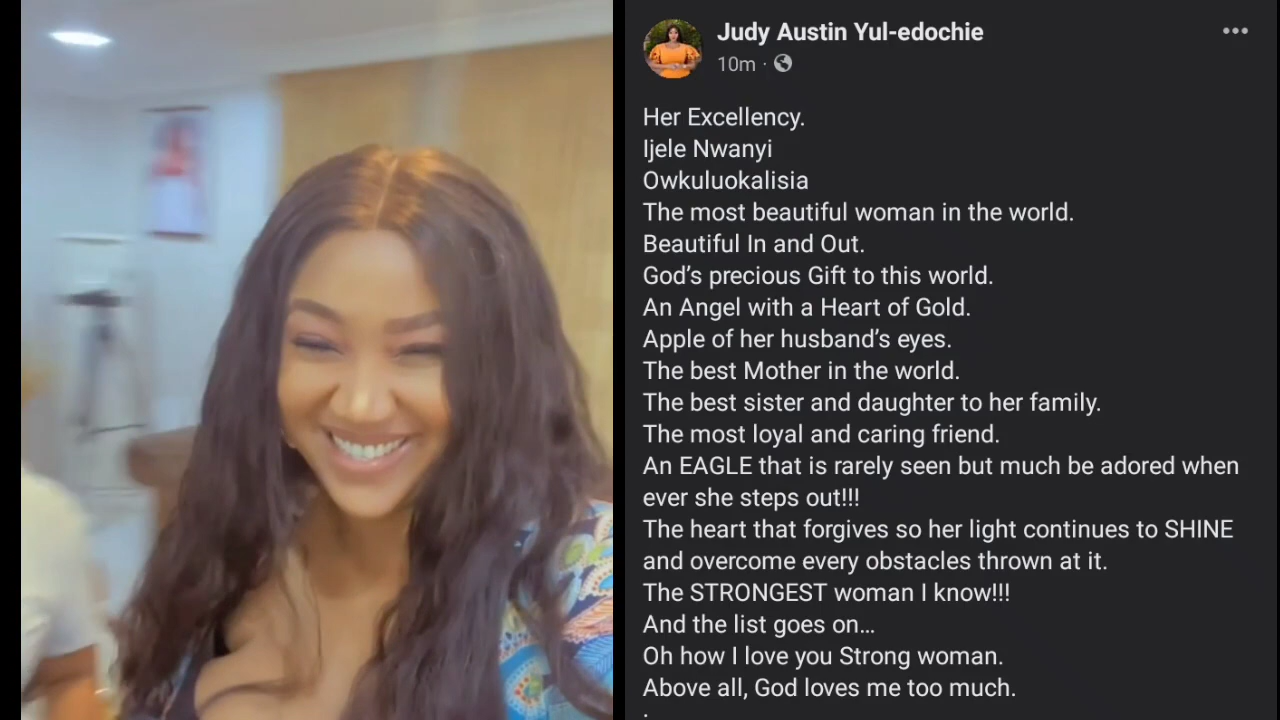 Judy Austin Yul-edochie
10m ·
Her Excellency.
Ijele Nwanyi
Owkuluokalisia
The most beautiful woman in the world.
Beautiful In and Out.
God’s precious Gift to this world.
An Angel with a Heart of Gold.
Apple of her husband’s eyes.
The best Mother in the world.
The best sister and daughter to her family.
The most loyal and caring friend.
An EAGLE that is rarely seen but much be adored when
ever she steps out!!!
The heart that forgives so her light continues to SHINE
and overcome every obstacles thrown at it.
The STRONGEST woman I know!!!
And the list goes on…
Oh how I love you Strong woman.
Above all, God loves me too much.
.